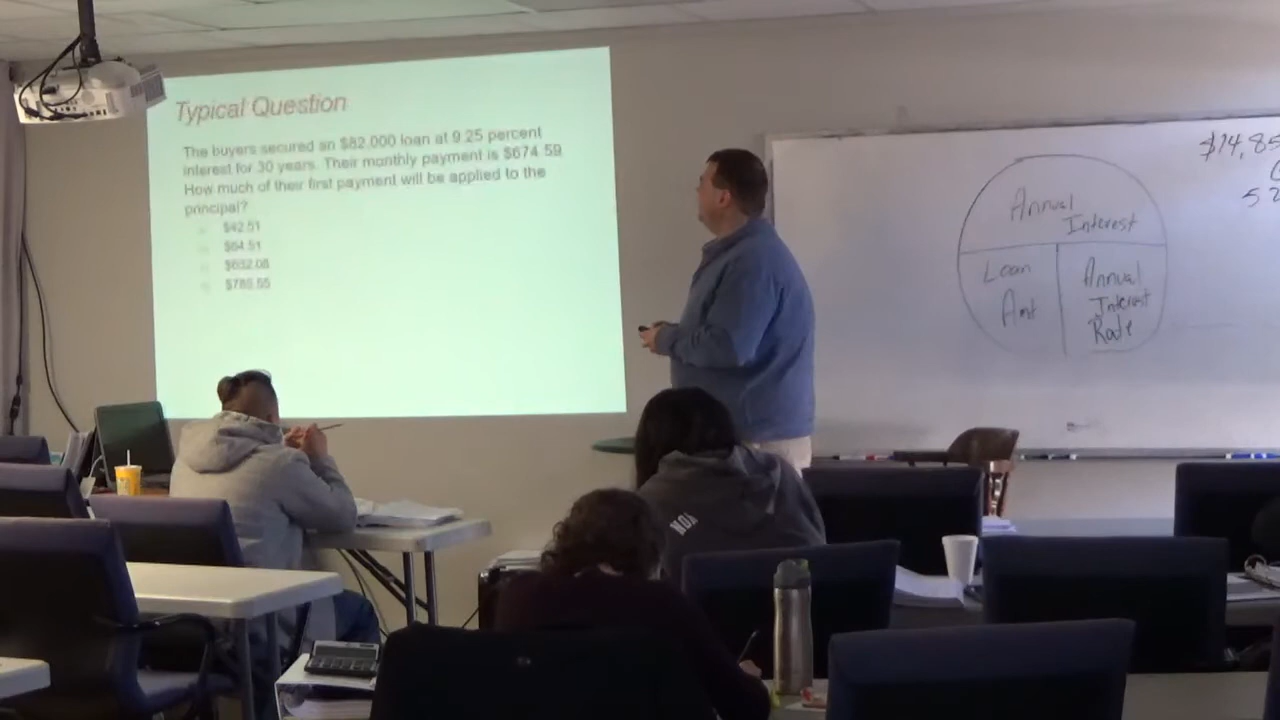 Typical Question
The buyers secured an $82,000 loan at 9.25 percent
interest for 30 years. Their monthly payment is $674.59
How much of their first payment will be applied to the
principal?
$42.51
$64.51
$632.08
$785.55
Annual
Interest
Loan
Amt
Annual
Interest
Rate
NOA